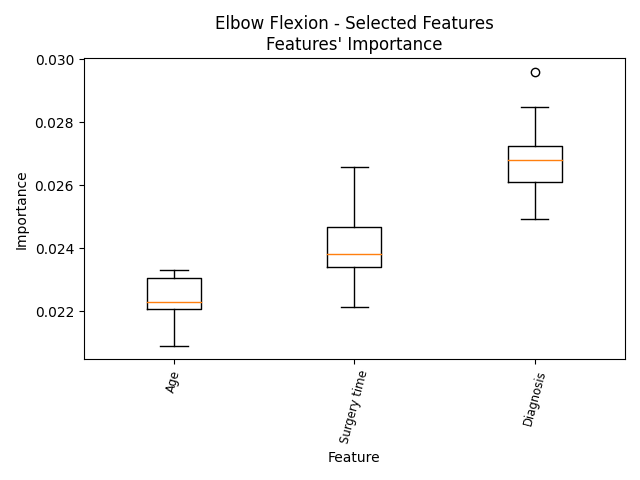 Elbow Flexion - Selected Features
Features' Importance
0.030
0.028
0.026
0.024
0.022
Importance
Age
Surgery time
Diagnosis
Feature